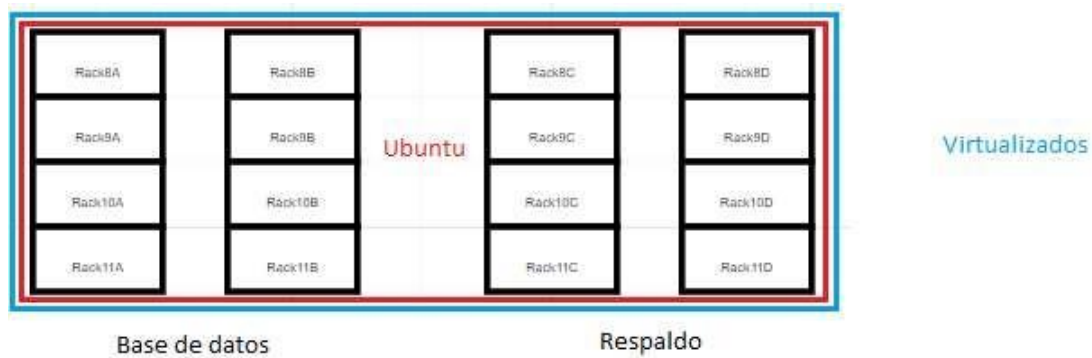 Rack8A Rack8B Rack8C Rack8D
Rack9A Rack9B Ubuntu Rack9C Rack9D Virtualizados
Rack10A Rack10B Rack10C Rack10D
Rack11A Rack11B Rack11C Rack11D
Base de datos Respaldo